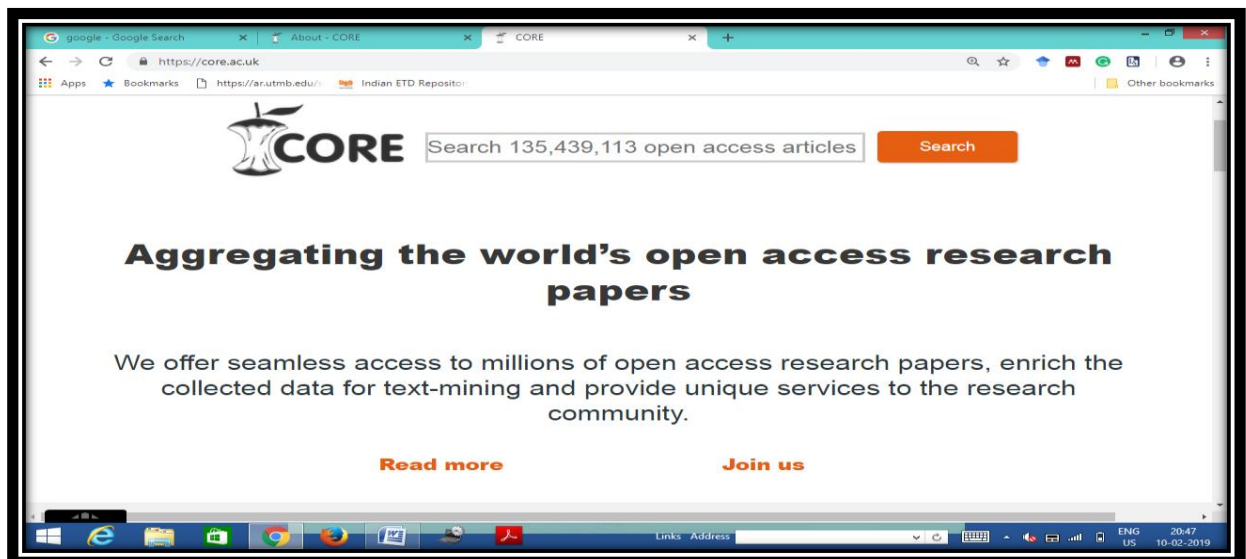 google - Google Search
About - CORE
CORE
https://core.ac.uk
Apps
Bookmarks
https://ar.utmb.edu/
Indian ETD Repositor
Other bookmarks
CORE
Search 135,439,113 open access articles
Search
Aggregating the world's open access research
papers
We offer seamless access to millions of open access research papers, enrich the
collected data for text-mining and provide unique services to the research
community.
Read more
Join us
Links
Address
ENG
US
20:47
10-02-2019